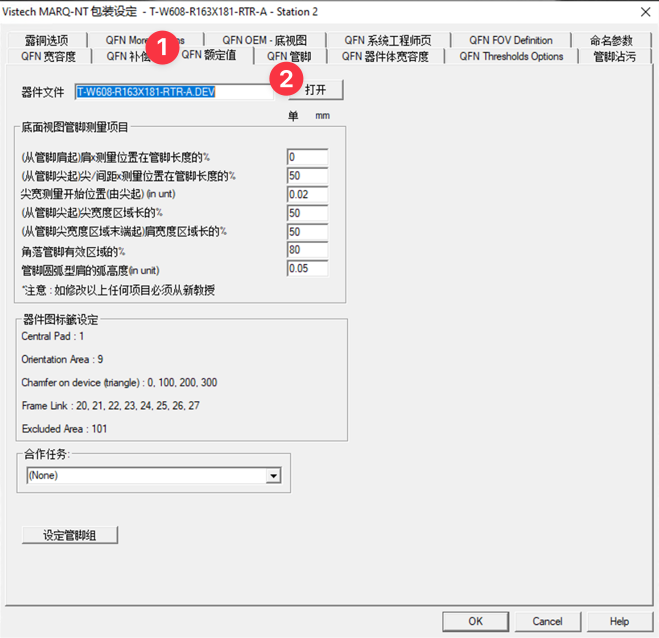 Vistech MARQ-NT 包装设定 - T-W608-R163X181-RTR-A - Station 2
露铜选项 QFN More QFN OEM - 底视图 QFN 系统工程师页 QFN FOV Definition 命名参数
QFN 宽容度 QFN 补偿 QFN 额定值 QFN 管脚 QFN 器件体宽容度 QFN Thresholds Options 管脚沾污
1
2
器件文件 T-W608-R163X181-RTR-A.DEV 打开
单 mm
底面视图管脚测量项目
(从管脚肩起)肩x测量位置在管脚长度的% 0
(从管脚尖起)尖/间距x测量位置在管脚长度的% 50
尖宽测量开始位置(由尖起) (in unt) 0.02
(从管脚尖起)尖宽度区域长的% 50
(从管脚尖宽度区域末端起)肩宽度区域长的% 50
角落管脚有效区域的% 80
管脚圆弧型肩的弧高度(in unit) 0.05
*注意 : 如修改以上任何项目必须从新教授
器件图标籤设定
Central Pad : 1
Orientation Area : 9
Chamfer on device (triangle) : 0, 100, 200, 300
Frame Link : 20, 21, 22, 23, 24, 25, 26, 27
Excluded Area : 101
合作任务:
(None)
设定管脚组
OK Cancel Help